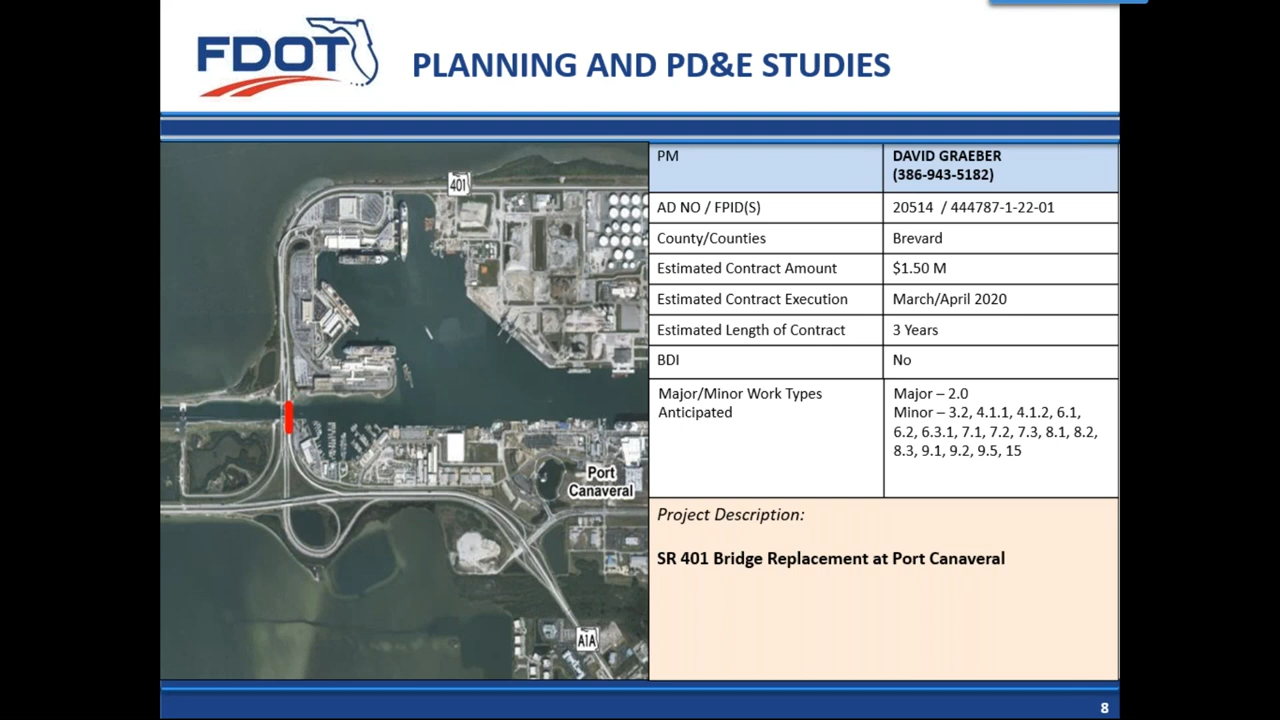 FDOT
PLANNING AND PD&E STUDIES
401
Port
Canaveral
A1A
PM
DAVID GRAEBER
(386-943-5182)
AD NO / FPID(S)
20514 / 444787-1-22-01
County/Counties
Brevard
Estimated Contract Amount
$1.50 M
Estimated Contract Execution
March/April 2020
Estimated Length of Contract
3 Years
BDI
No
Major/Minor Work Types
Anticipated
Major – 2.0
Minor – 3.2, 4.1.1, 4.1.2, 6.1,
6.2, 6.3.1, 7.1, 7.2, 7.3, 8.1, 8.2,
8.3, 9.1, 9.2, 9.5, 15
Project Description:
SR 401 Bridge Replacement at Port Canaveral
8